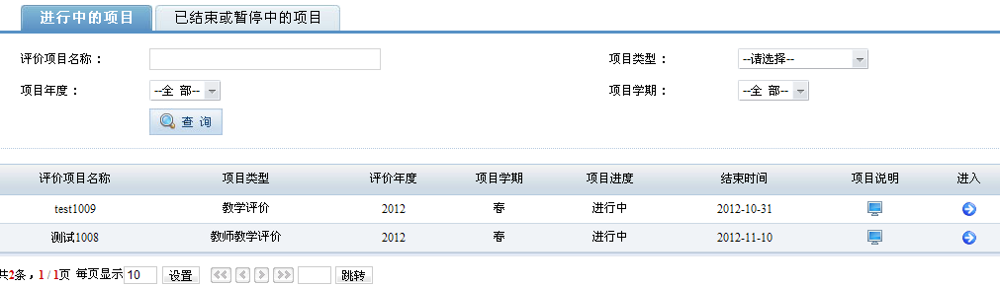 进行中的项目 已结束或暂停中的项目
评价项目名称： 项目类型： --请选择--
项目年度： --全 部-- 项目学期： --全 部--
查 询
评价项目名称 项目类型 评价年度 项目学期 项目进度 结束时间 项目说明 进入
test1009 教学评价 2012 春 进行中 2012-10-31
测试1008 教师教学评价 2012 春 进行中 2012-11-10
共2条，1 / 1页 每页显示10 设置 跳转